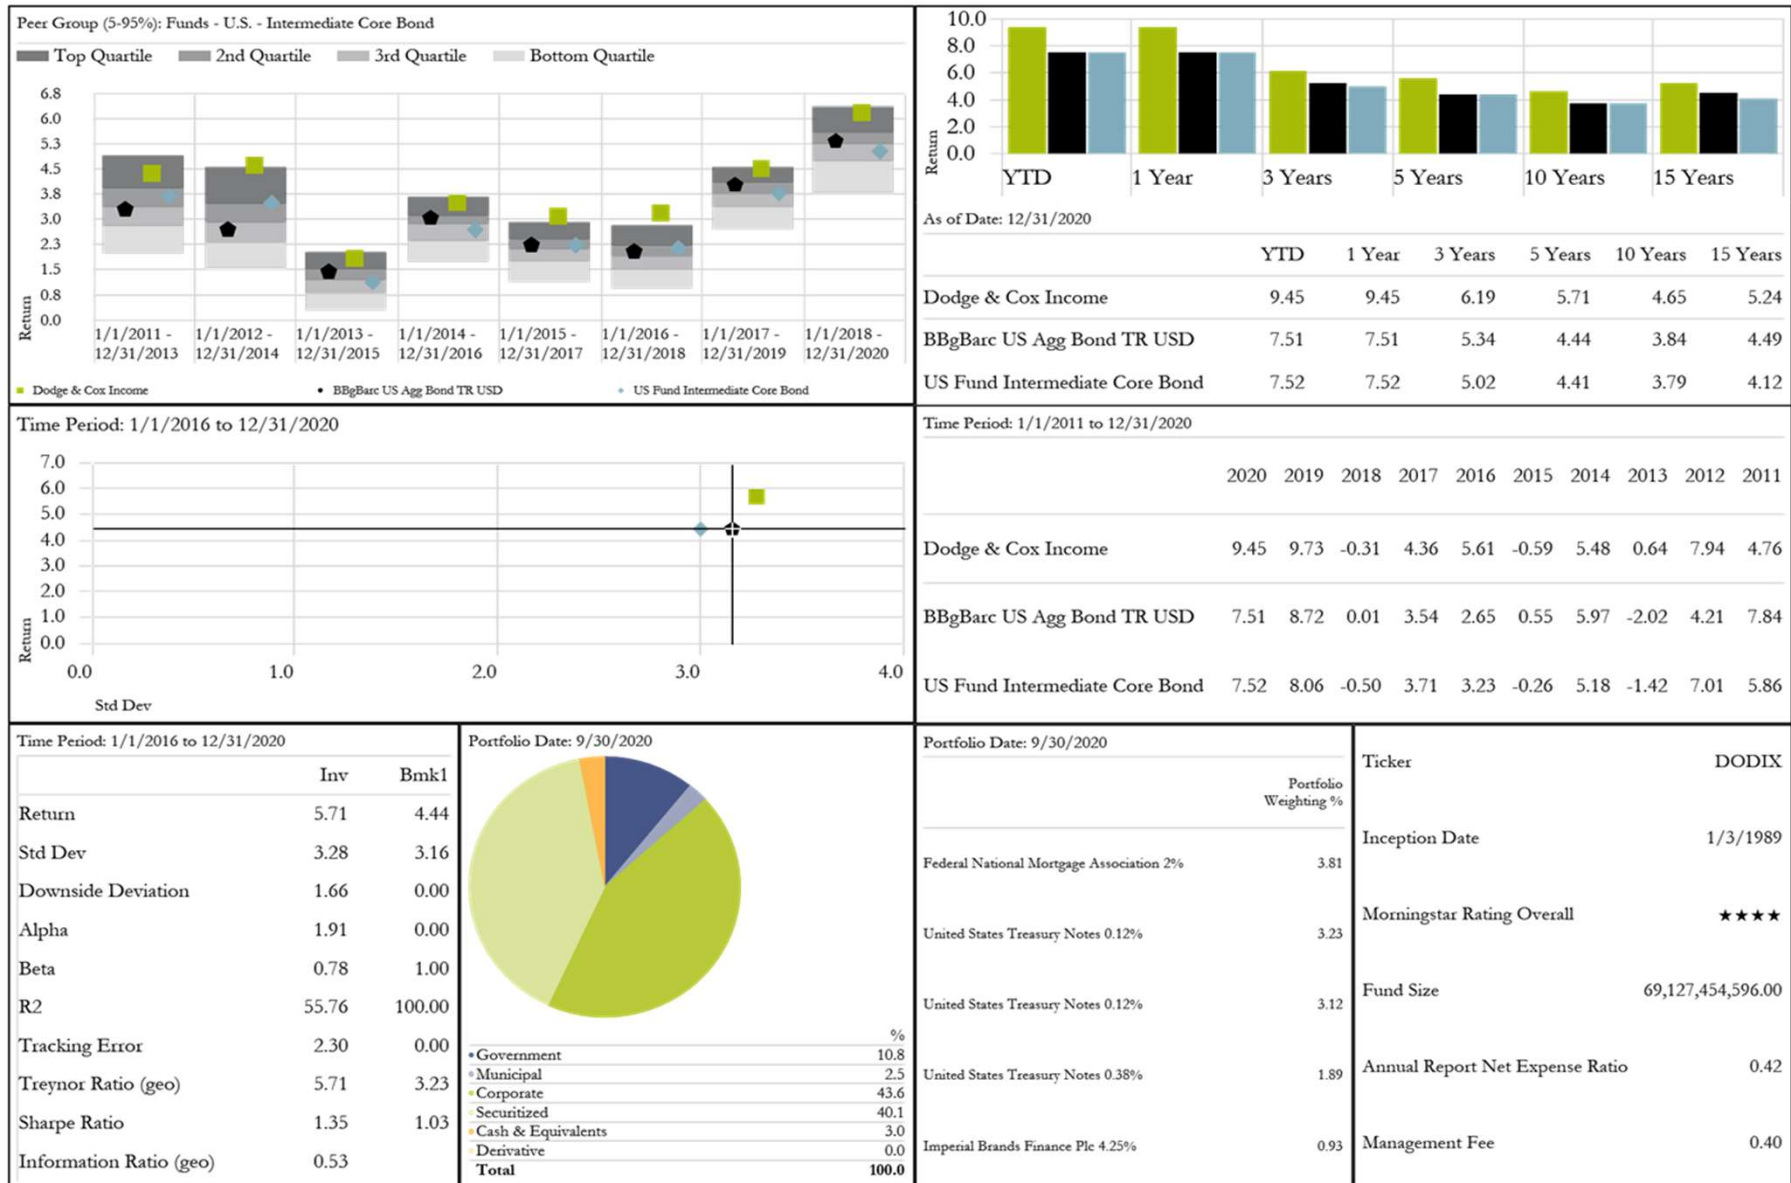 Peer Group (5-95%): Funds - U.S. - Intermediate Core Bond
Top Quartile 2nd Quartile 3rd Quartile Bottom Quartile
6.8
6.0
5.3
4.5
3.8
3.0
2.3
1.5
0.8
0.0
Return
1/1/2011 - 1/1/2012 - 1/1/2013 - 1/1/2014 - 1/1/2015 - 1/1/2016 - 1/1/2017 - 1/1/2018 -
12/31/2013 12/31/2014 12/31/2015 12/31/2016 12/31/2017 12/31/2018 12/31/2019 12/31/2020
Dodge & Cox Income BBgBarc US Agg Bond TR USD US Fund Intermediate Core Bond
10.0
8.0
6.0
4.0
2.0
0.0
Return
YTD 1 Year 3 Years 5 Years 10 Years 15 Years
As of Date: 12/31/2020
YTD 1 Year 3 Years 5 Years 10 Years 15 Years
Dodge & Cox Income 9.45 9.45 6.19 5.71 4.65 5.24
BBgBarc US Agg Bond TR USD 7.51 7.51 5.34 4.44 3.84 4.49
US Fund Intermediate Core Bond 7.52 7.52 5.02 4.41 3.79 4.12
Time Period: 1/1/2016 to 12/31/2020
7.0
6.0
5.0
4.0
3.0
2.0
1.0
0.0
Return
0.0 1.0 2.0 3.0 4.0
Std Dev
Time Period: 1/1/2011 to 12/31/2020
2020 2019 2018 2017 2016 2015 2014 2013 2012 2011
Dodge & Cox Income 9.45 9.73 -0.31 4.36 5.61 -0.59 5.48 0.64 7.94 4.76
BBgBarc US Agg Bond TR USD 7.51 8.72 0.01 3.54 2.65 0.55 5.97 -2.02 4.21 7.84
US Fund Intermediate Core Bond 7.52 8.06 -0.50 3.71 3.23 -0.26 5.18 -1.42 7.01 5.86
Time Period: 1/1/2016 to 12/31/2020
Inv Bmk1
Return 5.71 4.44
Std Dev 3.28 3.16
Downside Deviation 1.66 0.00
Alpha 1.91 0.00
Beta 0.78 1.00
R2 55.76 100.00
Tracking Error 2.30 0.00
Treynor Ratio (geo) 5.71 3.23
Sharpe Ratio 1.35 1.03
Information Ratio (geo) 0.53
Portfolio Date: 9/30/2020
%
Government 10.8
Municipal 2.5
Corporate 43.6
Securitized 40.1
Cash & Equivalents 3.0
Derivative 0.0
Total 100.0
Portfolio Date: 9/30/2020
Portfolio
Weighting %
Federal National Mortgage Association 2% 3.81
United States Treasury Notes 0.12% 3.23
United States Treasury Notes 0.12% 3.12
United States Treasury Notes 0.38% 1.89
Imperial Brands Finance Plc 4.25% 0.93
Ticker DODIX
Inception Date 1/3/1989
Morningstar Rating Overall ★★★★
Fund Size 69,127,454,596.00
Annual Report Net Expense Ratio 0.42
Management Fee 0.40